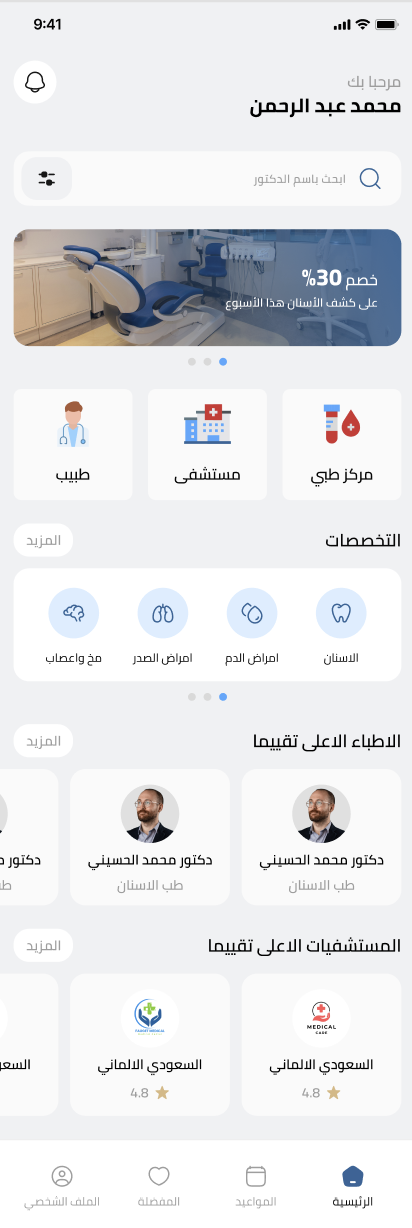 9:41
مرحبا بك
محمد عبد الرحمن
ابحث باسم الدكتور
خصم 30%
على كشف الأسنان هذا الأسبوع
مركز طبي
مستشفى
طبيب
التخصصات
المزيد
الاسنان
امراض الدم
امراض الصدر
مخ واعصاب
الاطباء الاعلى تقييما
المزيد
دكتور محمد الحسيني
طب الاسنان
دكتور محمد الحسيني
طب الاسنان
دكتور
المستشفيات الاعلى تقييما
المزيد
MEDICAL
CARE
السعودي الالماني
4.8
السعودي الالماني
4.8
الرئيسية
المواعيد
المفضلة
الملف الشخصي